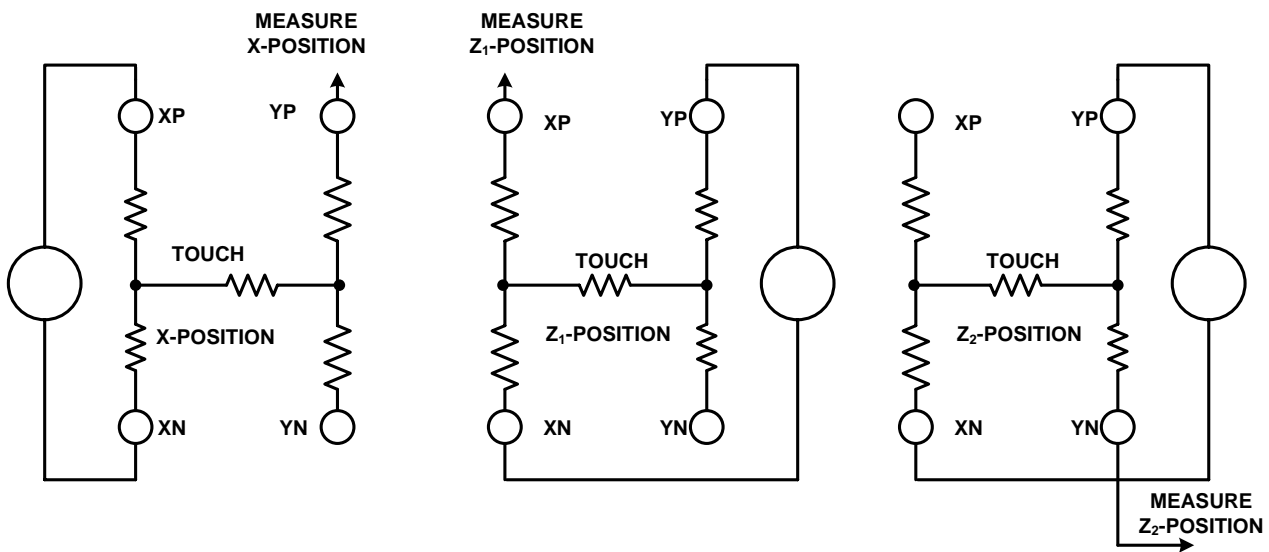 MEASURE
X-POSITION
XP
YP
TOUCH
X-POSITION
XN
YN
MEASURE
Z₁-POSITION
XP
YP
TOUCH
Z₁-POSITION
XN
YN
XP
YP
TOUCH
Z₂-POSITION
XN
YN
MEASURE
Z₂-POSITION